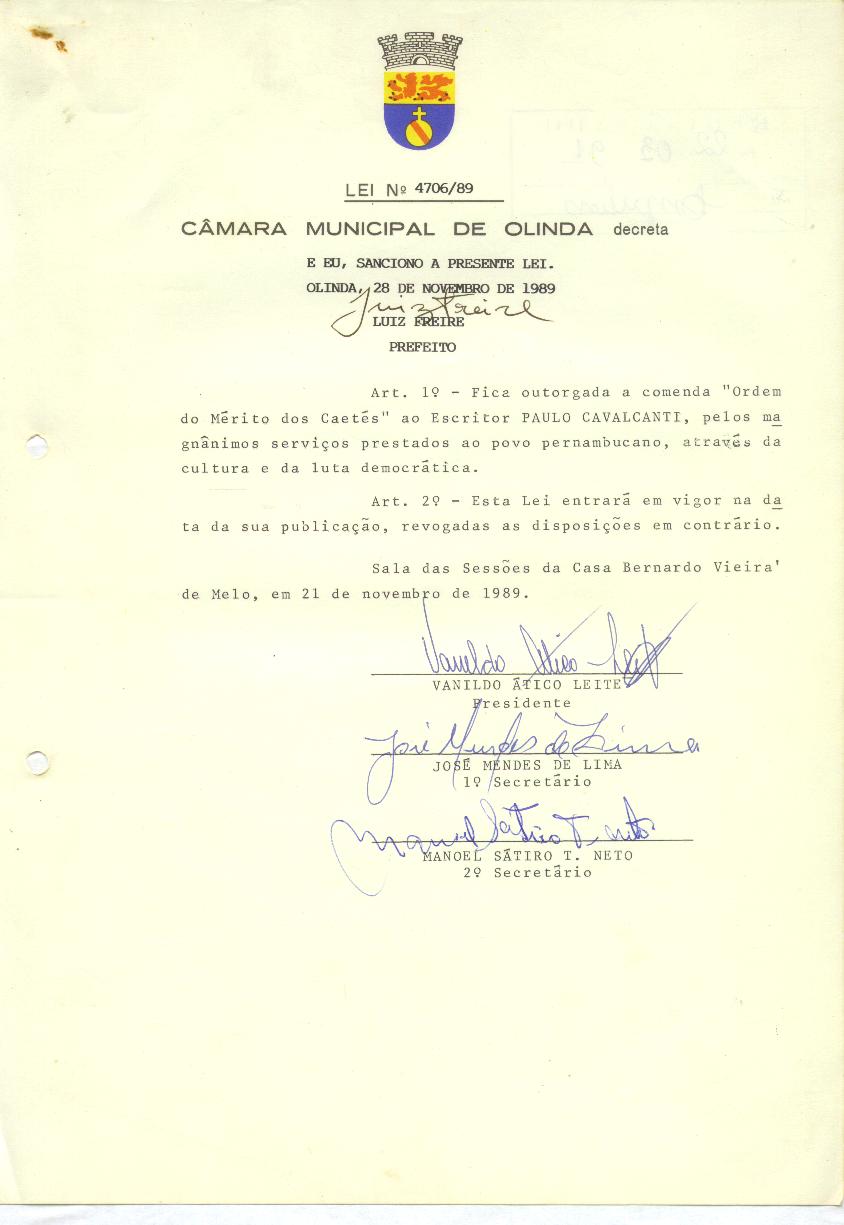 LEI Nº 4706/89
CÂMARA MUNICIPAL DE OLINDA decreta
E EU, SANCIONO A PRESENTE LEI.
OLINDA, 28 DE NOVEMBRO DE 1989
Luiz Freire
LUIZ FREIRE
PREFEITO
Art. 1º - Fica outorgada a comenda "Ordem
do Mérito dos Caetés" ao Escritor PAULO CAVALCANTI, pelos ma
gnânimos serviços prestados ao povo pernambucano, através da
cultura e da luta democrática.
Art. 2º - Esta Lei entrará em vigor na da
ta da sua publicação, revogadas as disposições em contrário.
Sala das Sessões da Casa Bernardo Vieira'
de Melo, em 21 de novembro de 1989.
Vanildo Ático Leite
VANILDO ÁTICO LEITE
Presidente
José Mendes de Lima
JOSÉ MENDES DE LIMA
1º Secretário
Manoel Sátiro T. Neto
MANOEL SÁTIRO T. NETO
2º Secretário